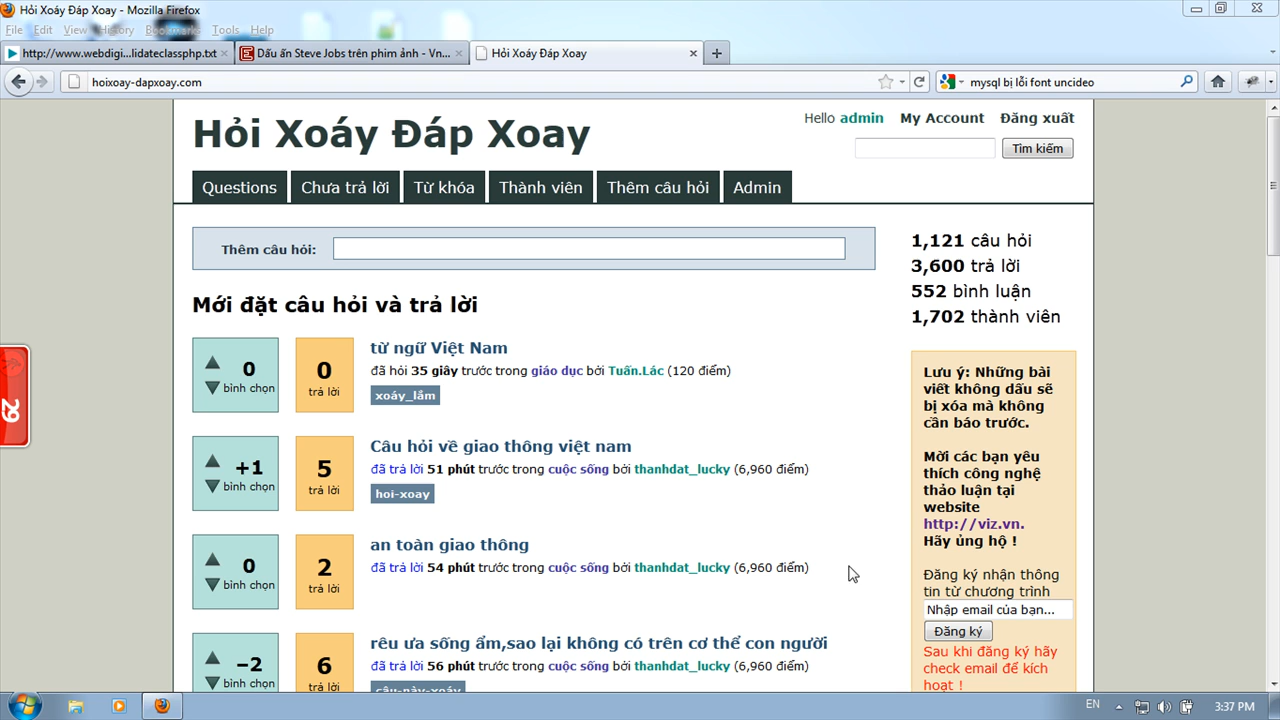 Hỏi Xoáy Đáp Xoay - Mozilla Firefox
File Edit View History Bookmarks Tools Help
http://www.webdigi...lidateclassphp.txt × Dấu ấn Steve Jobs trên phim ảnh - Vn... × Hỏi Xoáy Đáp Xoay ×
hoixoay-dapxoay.com mysql bị lỗi font uncideo
Hỏi Xoáy Đáp Xoay
Hello admin My Account Đăng xuất
Tìm kiếm
Questions Chưa trả lời Từ khóa Thành viên Thêm câu hỏi Admin
Thêm câu hỏi:
1,121 câu hỏi
3,600 trả lời
552 bình luận
1,702 thành viên
Mới đặt câu hỏi và trả lời
0
bình chọn
0
trả lời
từ ngữ Việt Nam
đã hỏi 35 giây trước trong giáo dục bởi Tuấn.Lác (120 điểm)
xoáy_lắm
+1
bình chọn
5
trả lời
Câu hỏi về giao thông việt nam
đã trả lời 51 phút trước trong cuộc sống bởi thanhdat_lucky (6,960 điểm)
hoi-xoay
0
bình chọn
2
trả lời
an toàn giao thông
đã trả lời 54 phút trước trong cuộc sống bởi thanhdat_lucky (6,960 điểm)
−2
bình chọn
6
trả lời
rêu ưa sống ẩm,sao lại không có trên cơ thể con người
đã trả lời 56 phút trước trong cuộc sống bởi thanhdat_lucky (6,960 điểm)
câu-này-xoáy
Lưu ý: Những bài
viết không dấu sẽ
bị xóa mà không
cần báo trước.
Mời các bạn yêu
thích công nghệ
thảo luận tại
website
http://viz.vn.
Hãy ủng hộ !
Đăng ký nhận thông
tin từ chương trình
Nhập email của bạn...
Đăng ký
Sau khi đăng ký hãy
check email để kích
hoạt !
29
EN 3:37 PM